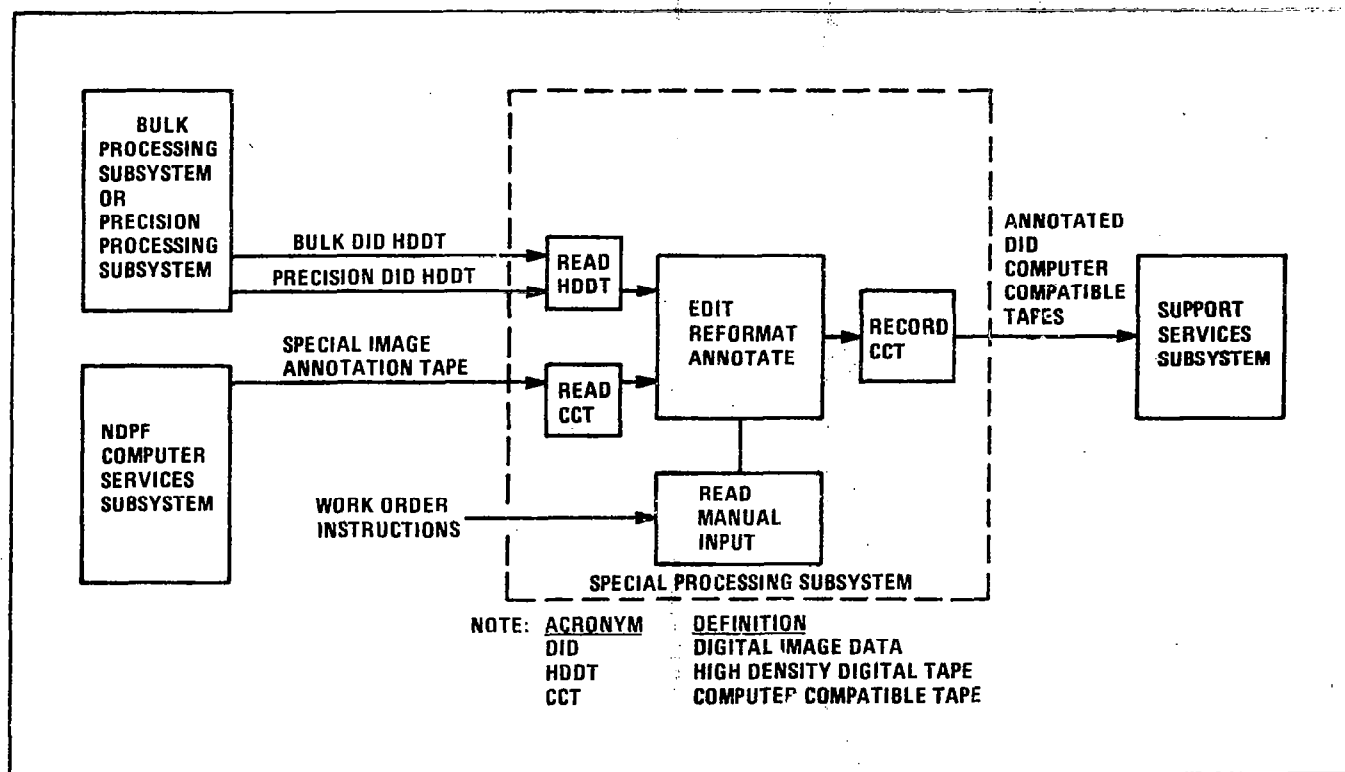 BULK
PROCESSING
SUBSYSTEM
OR
PRECISION
PROCESSING
SUBSYSTEM
BULK DID HDDT
PRECISION DID HDDT
READ
HDDT
EDIT
REFORMAT
ANNOTATE
RECORD
CCT
ANNOTATED
DID
COMPUTER
COMPATIBLE
TAPES
SUPPORT
SERVICES
SUBSYSTEM
SPECIAL IMAGE
ANNOTATION TAPE
READ
CCT
NDPF
COMPUTER
SERVICES
SUBSYSTEM
WORK ORDER
INSTRUCTIONS
READ
MANUAL
INPUT
SPECIAL PROCESSING SUBSYSTEM
NOTE: ACRONYM DEFINITION
DID DIGITAL IMAGE DATA
HDDT HIGH DENSITY DIGITAL TAPE
CCT COMPUTER COMPATIBLE TAPE